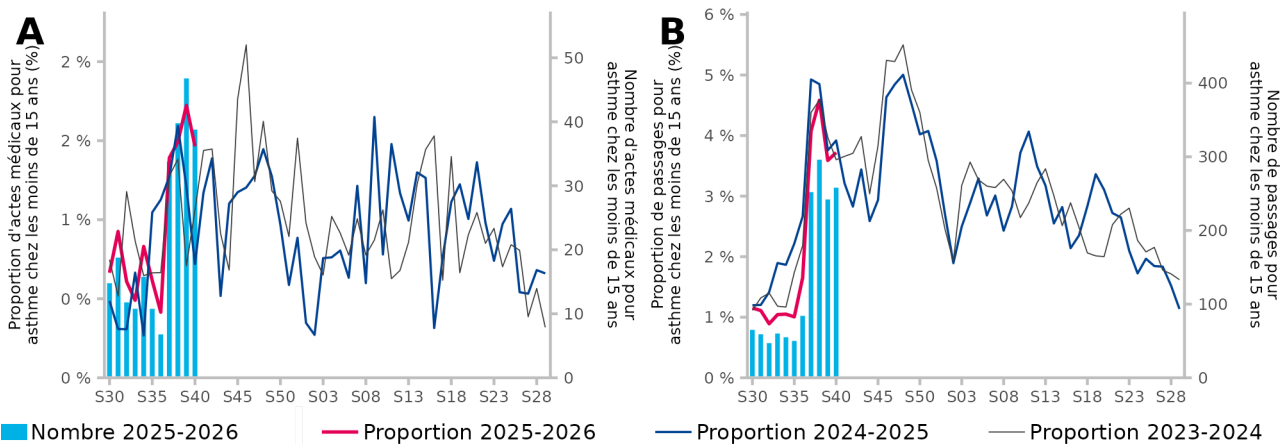 A
Proportion d'actes médicaux pour
asthme chez les moins de 15 ans (%)
2 %
2 %
1 %
0 %
0 %
50
40
30
20
10
0
Nombre d'actes médicaux pour
asthme chez les moins de 15 ans
S30 S35 S40 S45 S50 S03 S08 S13 S18 S23 S28
B
Proportion de passages pour
asthme chez les moins de 15 ans (%)
6 %
5 %
4 %
3 %
2 %
1 %
0 %
400
300
200
100
0
Nombre de passages pour
asthme chez les moins de 15 ans
S30 S35 S40 S45 S50 S03 S08 S13 S18 S23 S28
Nombre 2025-2026 Proportion 2025-2026 Proportion 2024-2025 Proportion 2023-2024